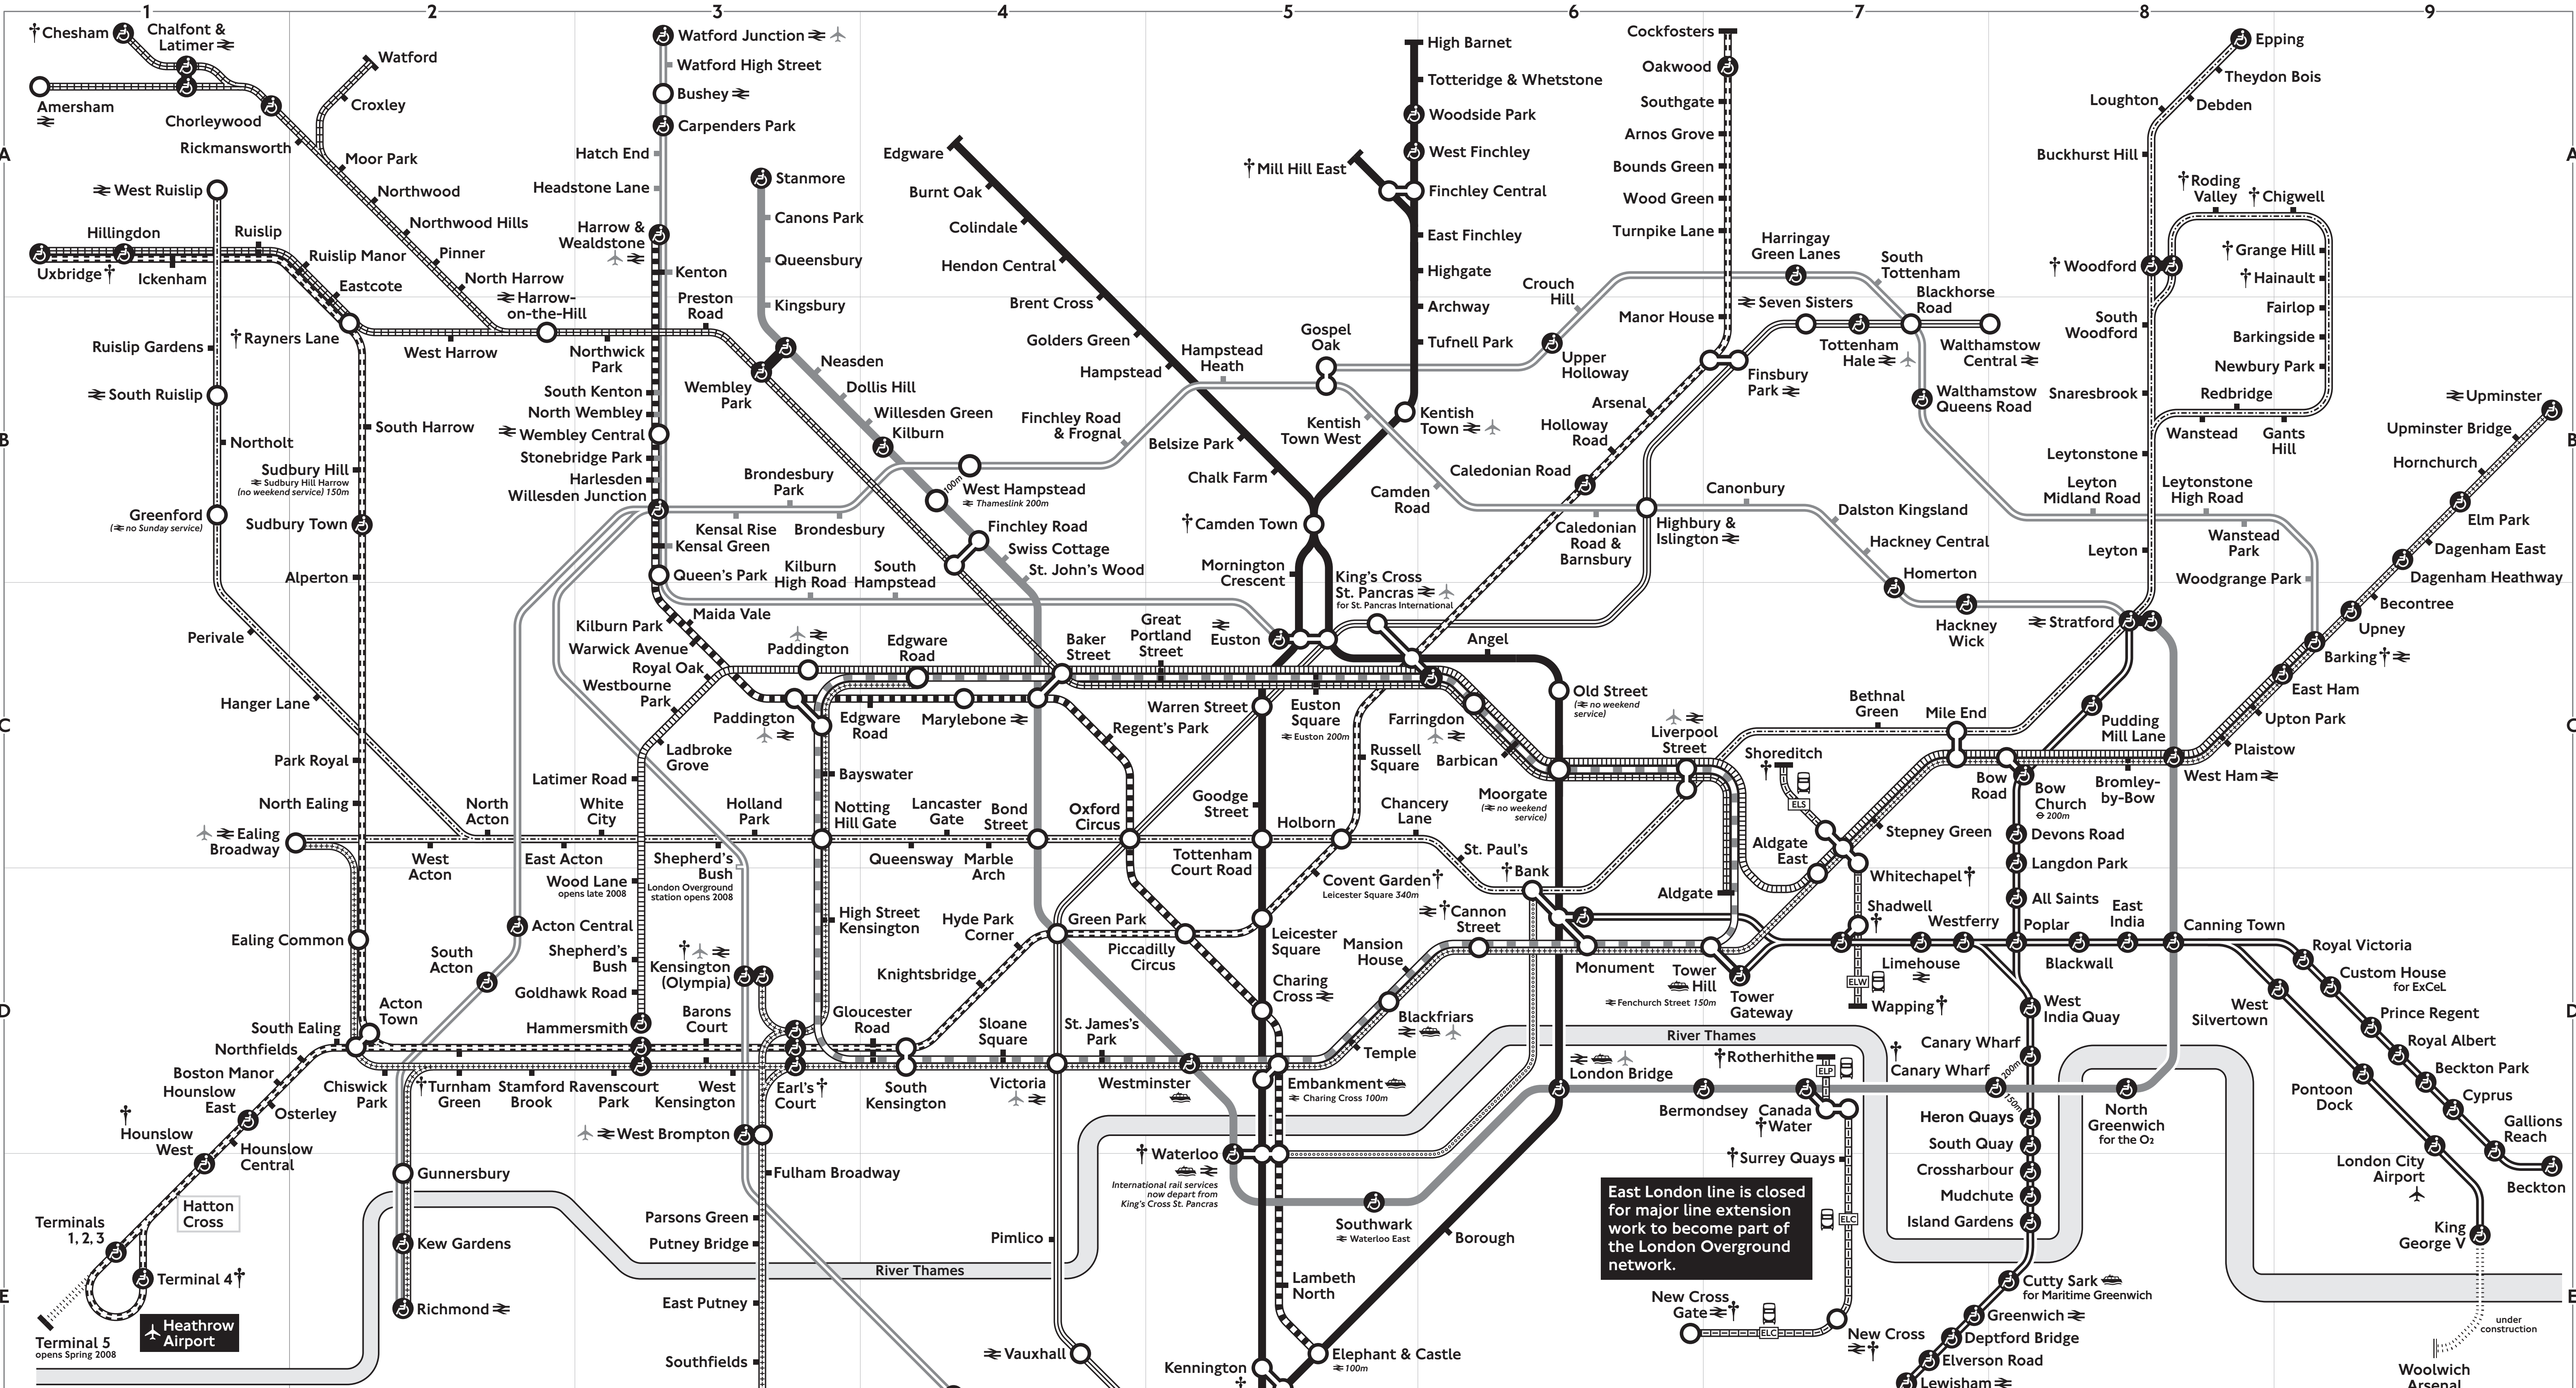 1 2 3 4 5 6 7 8 9
†Chesham
Chalfont &
Latimer
Watford
Amersham
Croxley
Chorleywood
Rickmansworth
Moor Park
Northwood
Northwood Hills
Pinner
North Harrow
Harrow-
on-the-Hill
A
West Ruislip
Hillingdon
Ruislip
Uxbridge†
Ickenham
Ruislip Manor
Eastcote
†Rayners Lane
West Harrow
Northwick
Park
Preston
Road
Ruislip Gardens
South Ruislip
B
Northolt
South Harrow
Sudbury Hill
Sudbury Hill Harrow
(no weekend service) 150m
Greenford
(no Sunday service)
Sudbury Town
Alperton
Perivale
Hanger Lane
Park Royal
North Ealing
Watford Junction
Watford High Street
Bushey
Carpenders Park
Hatch End
Headstone Lane
Harrow &
Wealdstone
Kenton
South Kenton
North Wembley
Wembley Central
Stonebridge Park
Harlesden
Willesden Junction
Kensal Green
Queen's Park
Stanmore
Canons Park
Queensbury
Kingsbury
Wembley
Park
Neasden
Dollis Hill
Willesden Green
Kilburn
West Hampstead
Thameslink 200m
100m
Finchley Road
Swiss Cottage
St. John's Wood
Brondesbury
Park
Kensal Rise
Brondesbury
Finchley Road
& Frognal
Hampstead
Heath
Gospel
Oak
Kilburn
High Road
South
Hampstead
Edgware
Burnt Oak
Colindale
Hendon Central
Brent Cross
Golders Green
Hampstead
Belsize Park
Chalk Farm
†Camden Town
Mornington
Crescent
High Barnet
Totteridge & Whetstone
Woodside Park
West Finchley
†Mill Hill East
Finchley Central
East Finchley
Highgate
Archway
Tufnell Park
Kentish
Town
Kentish
Town West
Camden
Road
Cockfosters
Oakwood
Southgate
Arnos Grove
Bounds Green
Wood Green
Turnpike Lane
Manor House
Finsbury
Park
Arsenal
Holloway
Road
Caledonian Road
Crouch
Hill
Upper
Holloway
Harringay
Green Lanes
South
Tottenham
Seven Sisters
Blackhorse
Road
Tottenham
Hale
Walthamstow
Central
Walthamstow
Queens Road
Caledonian
Road &
Barnsbury
Highbury &
Islington
Canonbury
Dalston Kingsland
Hackney Central
Homerton
Hackney
Wick
Stratford
Epping
Theydon Bois
Loughton
Debden
A
Buckhurst Hill
†Roding
Valley
†Chigwell
†Grange Hill
†Woodford
†Hainault
Fairlop
South
Woodford
Barkingside
Newbury Park
Snaresbrook
Redbridge
Wanstead
Gants
Hill
Leytonstone
Leyton
Midland Road
Leytonstone
High Road
Leyton
Wanstead
Park
Woodgrange Park
Upminster
Upminster Bridge
B
Hornchurch
Elm Park
Dagenham East
Dagenham Heathway
Becontree
Upney
Barking†
East Ham
Upton Park
Plaistow
West Ham
King's Cross
St. Pancras
for St. Pancras International
Euston
Angel
Old Street
(no weekend
service)
C
Kilburn Park
Maida Vale
Warwick Avenue
Royal Oak
Westbourne
Park
Paddington
Edgware
Road
Baker
Street
Great
Portland
Street
Paddington
Edgware
Road
Marylebone
Regent's Park
Warren Street
Euston
Square
Euston 200m
Russell
Square
Farringdon
Barbican
Moorgate
(no weekend
service)
Liverpool
Street
Shoreditch
†
ELS
Bethnal
Green
Mile End
Bow
Road
Bow
Church
200m
Pudding
Mill Lane
Bromley-
by-Bow
Stepney Green
Devons Road
Langdon Park
All Saints
C
Ladbroke
Grove
Latimer Road
Bayswater
North
Acton
White
City
Holland
Park
Notting
Hill Gate
Lancaster
Gate
Bond
Street
Oxford
Circus
Goodge
Street
Holborn
Chancery
Lane
Ealing
Broadway
West
Acton
East Acton
Shepherd's
Bush
London Overground
station opens 2008
Queensway
Marble
Arch
Tottenham
Court Road
St. Paul's
†Bank
Aldgate
East
Aldgate
Whitechapel†
Wood Lane
opens late 2008
Covent Garden†
Leicester Square 340m
Shadwell
†
Westferry
Poplar
East
India
Canning Town
Ealing Common
Acton Central
South
Acton
Shepherd's
Bush
Goldhawk Road
Hammersmith
†
Kensington
(Olympia)
High Street
Kensington
Hyde Park
Corner
Green Park
Piccadilly
Circus
Leicester
Square
†Cannon
Street
Mansion
House
Monument
Tower
Hill
Fenchurch Street 150m
Tower
Gateway
Limehouse
Blackwall
Royal Victoria
Custom House
for ExCeL
Prince Regent
Royal Albert
Beckton Park
Cyprus
Gallions
Reach
Beckton
Knightsbridge
Charing
Cross
ELW
Wapping†
West
India Quay
West
Silvertown
D
South Ealing
Acton
Town
Barons
Court
Gloucester
Road
Sloane
Square
St. James's
Park
Blackfriars
Temple
River Thames
Canary Wharf
†
Canary Wharf
200m
150m
†Rotherhithe
ELP
D
Northfields
Boston Manor
Hounslow
East
Osterley
†
Hounslow
West
Hounslow
Central
Chiswick
Park
†Turnham
Green
Stamford
Brook
Ravenscourt
Park
West
Kensington
Earl's†
Court
South
Kensington
Victoria
Westminster
Embankment
Charing Cross 100m
London Bridge
Bermondsey
Canada
†Water
Heron Quays
South Quay
Crossharbour
Mudchute
Island Gardens
North
Greenwich
for the O2
Pontoon
Dock
London City
Airport
King
George V
Gunnersbury
West Brompton
Fulham Broadway
Parsons Green
Putney Bridge
East Putney
Southfields
†Waterloo
International rail services
now depart from
King's Cross St. Pancras
Southwark
Waterloo East
Borough
†Surrey Quays
ELC
East London line is closed
for major line extension
work to become part of
the London Overground
network.
Terminals
1, 2, 3
Hatton
Cross
Terminal 4†
Kew Gardens
Richmond
River Thames
Pimlico
Lambeth
North
E
Terminal 5
opens Spring 2008
Heathrow
Airport
Vauxhall
Kennington
†
Elephant & Castle
100m
New Cross
Gate†
ELC
New Cross
†
Cutty Sark
for Maritime Greenwich
Greenwich
Deptford Bridge
Elverson Road
Lewisham
under
construction
Woolwich
Arsenal
E